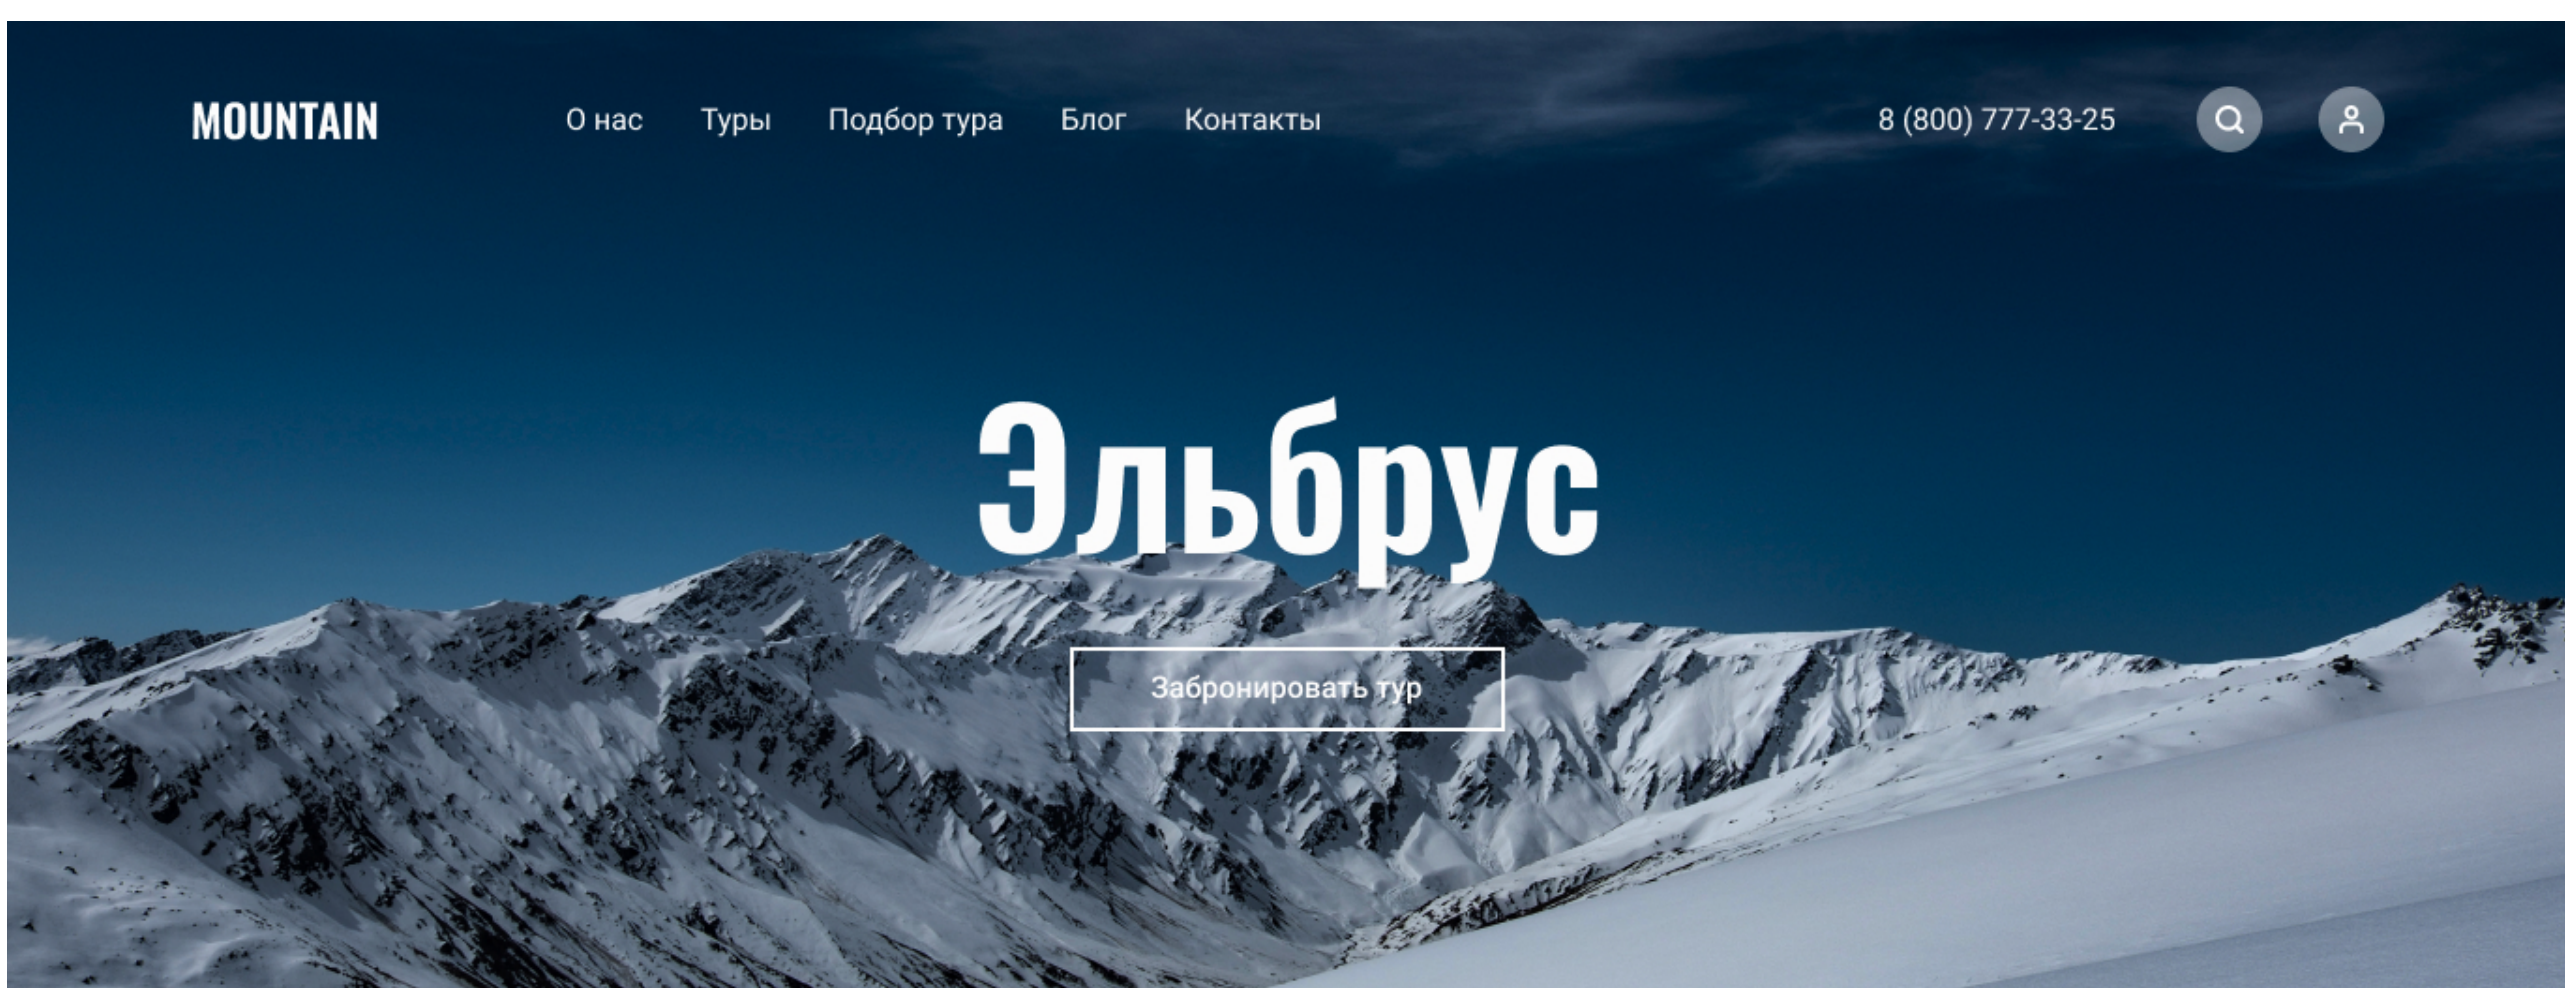 MOUNTAIN
О нас Туры Подбор тура Блог Контакты
8 (800) 777-33-25
Эльбрус
Забронировать тур